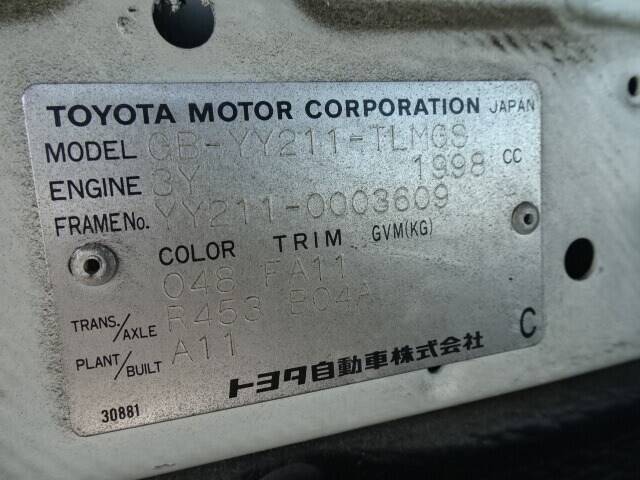 TOYOTA MOTOR CORPORATION JAPAN
MODEL GB-YY211-TLMGS
ENGINE 3Y 1998 CC
FRAME No. YY211-0003609
COLOR TRIM GVM(KG)
048 FA11
TRANS./AXLE R453 B04A
PLANT/BUILT A11
C
トヨタ自動車株式会社
30881